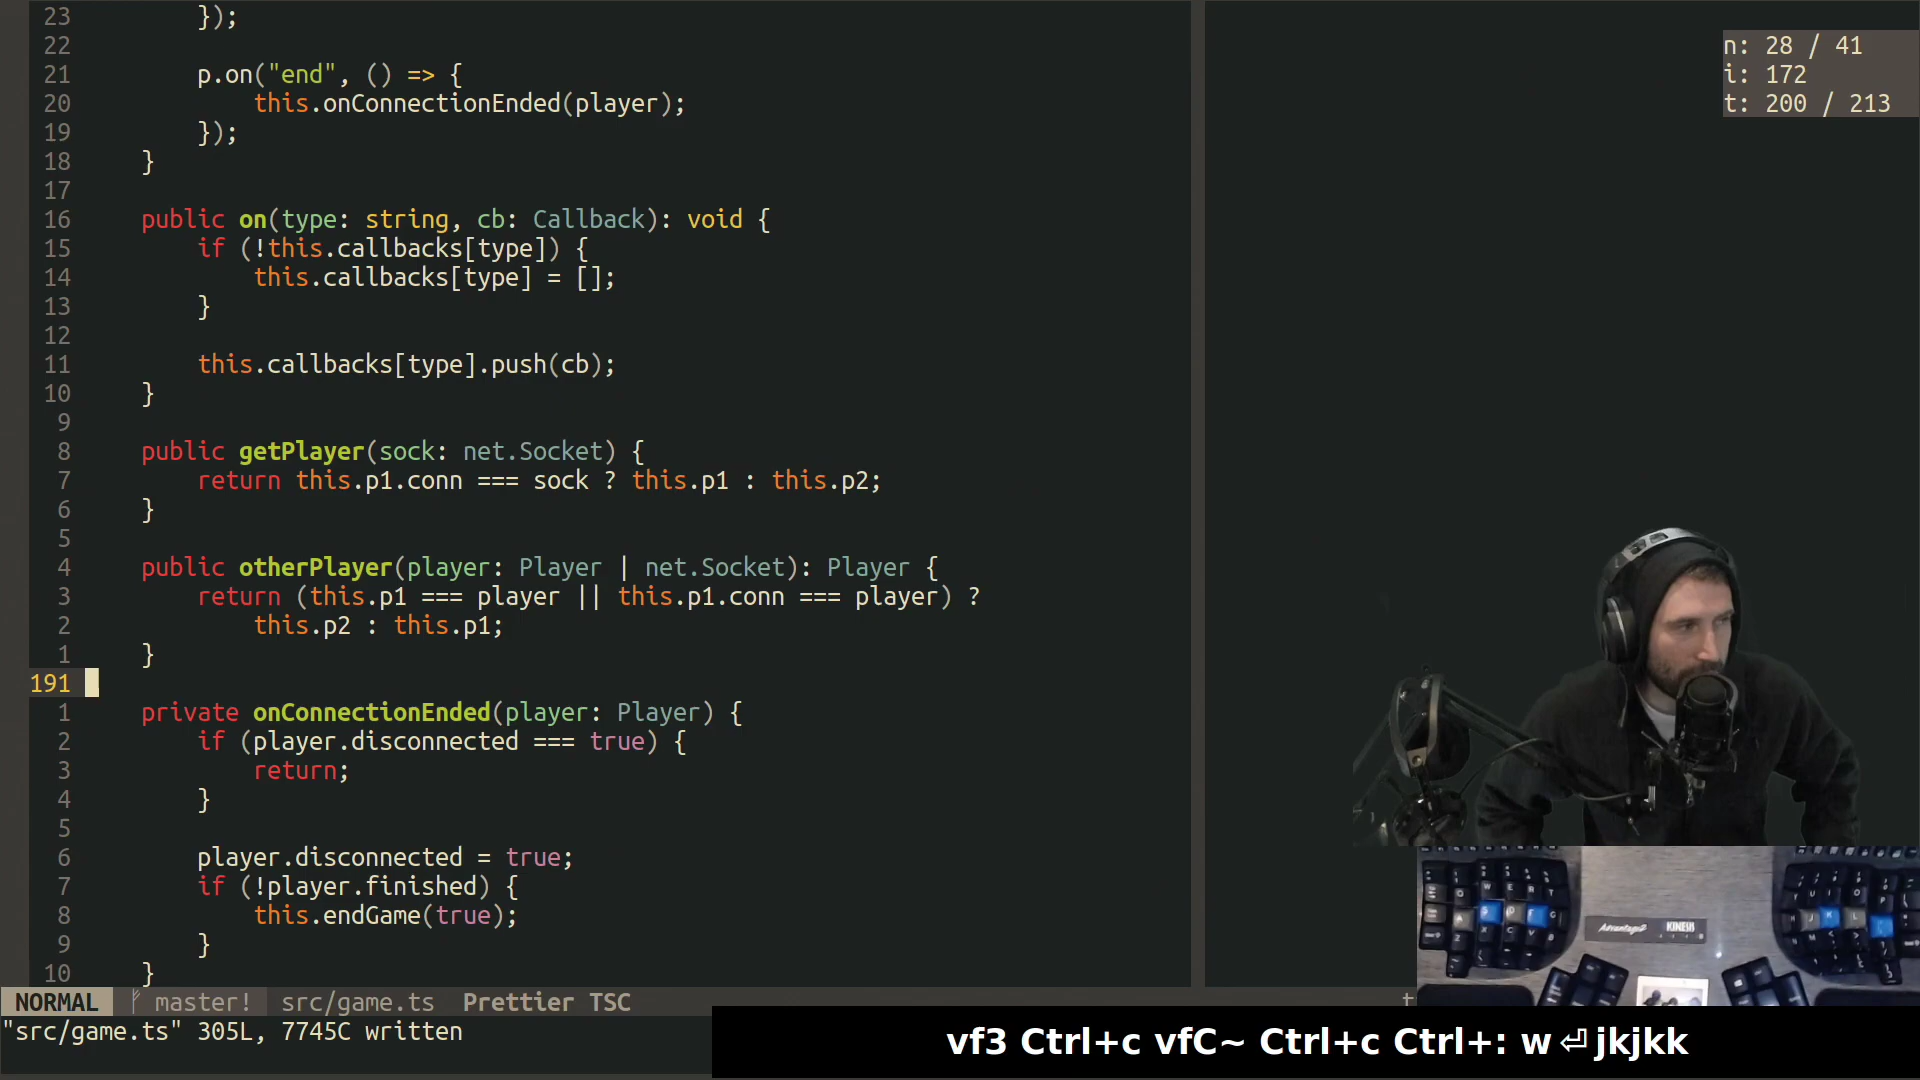 23 });
22
21 p.on("end", () => {
20 this.onConnectionEnded(player);
19 });
18 }
17
16 public on(type: string, cb: Callback): void {
15 if (!this.callbacks[type]) {
14 this.callbacks[type] = [];
13 }
12
11 this.callbacks[type].push(cb);
10 }
9
8 public getPlayer(sock: net.Socket) {
7 return this.p1.conn === sock ? this.p1 : this.p2;
6 }
5
4 public otherPlayer(player: Player | net.Socket): Player {
3 return (this.p1 === player || this.p1.conn === player) ?
2 this.p2 : this.p1;
1 }
191
1 private onConnectionEnded(player: Player) {
2 if (player.disconnected === true) {
3 return;
4 }
5
6 player.disconnected = true;
7 if (!player.finished) {
8 this.endGame(true);
9 }
10 }
NORMAL master! src/game.ts Prettier TSC t
"src/game.ts" 305L, 7745C written
n: 28 / 41
i: 172
t: 200 / 213
Advantage2 KINESIS
vf3 Ctrl+c vfC~ Ctrl+c Ctrl+: w⏎jkjkk